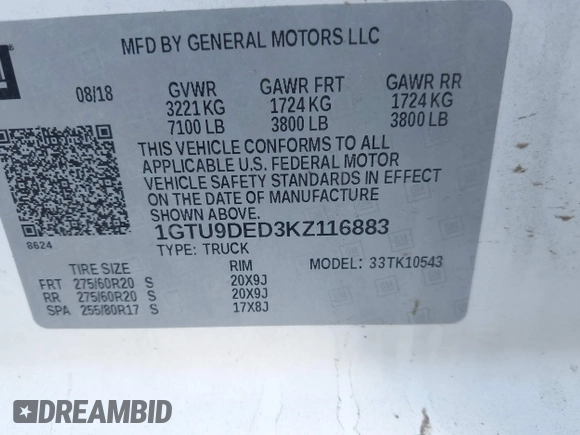 GM
MFD BY GENERAL MOTORS LLC
08/18 GVWR GAWR FRT GAWR RR
3221 KG 1724 KG 1724 KG
7100 LB 3800 LB 3800 LB
THIS VEHICLE CONFORMS TO ALL
APPLICABLE U.S. FEDERAL MOTOR
VEHICLE SAFETY STANDARDS IN EFFECT
ON THE DATE OF MANUFACTURE
SHOWN ABOVE.
8624
1GTU9DED3KZ116883
TYPE: TRUCK MODEL: 33TK10543
TIRE SIZE RIM
FRT 275/60R20 S 20X9J
RR 275/60R20 S 20X9J
SPA 255/80R17 S 17X8J
DREAMBID